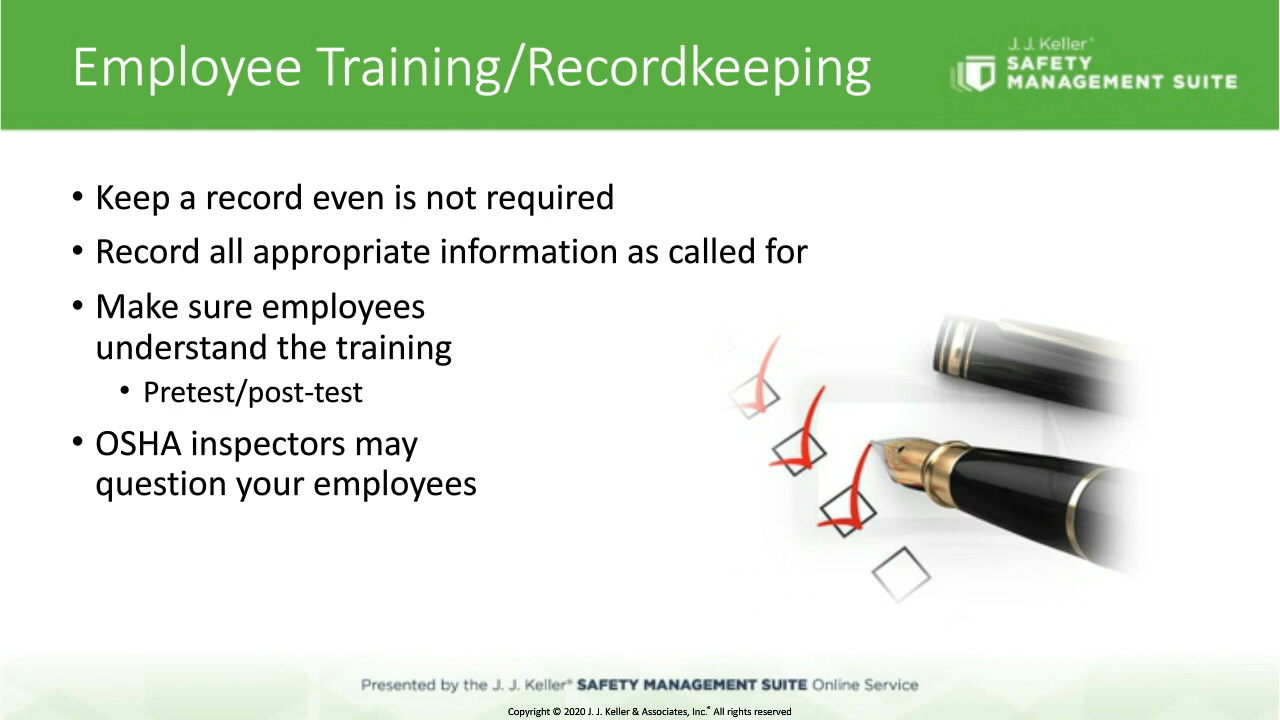 Employee Training/Recordkeeping
J. J. Keller®
SAFETY
MANAGEMENT SUITE
• Keep a record even is not required
• Record all appropriate information as called for
• Make sure employees
understand the training
• Pretest/post-test
• OSHA inspectors may
question your employees
Presented by the J. J. Keller® SAFETY MANAGEMENT SUITE Online Service
Copyright © 2020 J. J. Keller & Associates, Inc.® All rights reserved